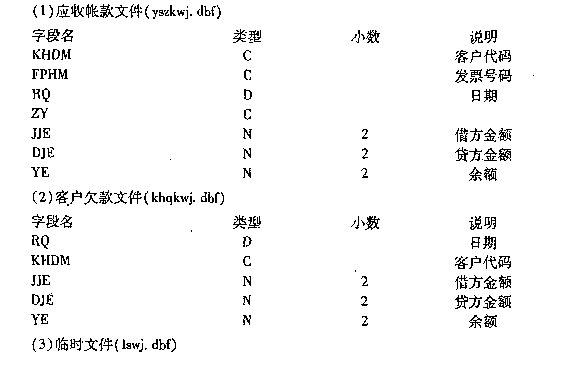 (1)应收帐款文件(yszkwj.dbf)
字段名 类型 小数 说明
KHDM C 客户代码
FPHM C 发票号码
RQ D 日期
ZY C
JJE N 2 借方金额
DJE N 2 贷方金额
YE N 2 余额
(2)客户欠款文件(khqkwj.dbf)
字段名 类型 小数 说明
RQ D 日期
KHDM C 客户代码
JJE N 2 借方金额
DJE N 2 贷方金额
YE N 2 余额
(3)临时文件(lswj.dbf)